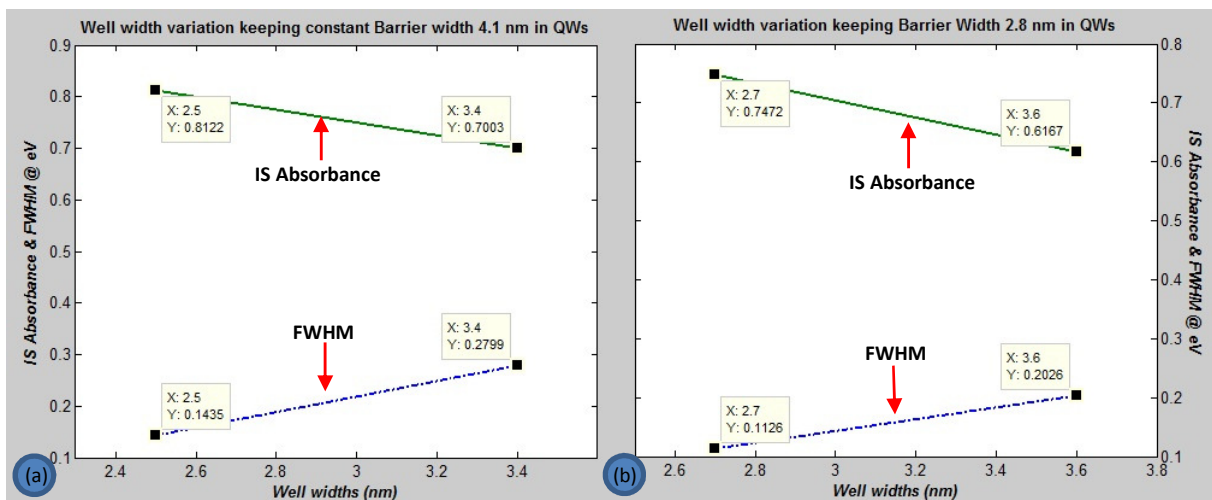 Well width variation keeping constant Barrier width 4.1 nm in QWs
0.9
0.8
0.7
0.6
0.5
0.4
0.3
0.2
0.1
IS Absorbance & FWHM @ eV
X: 2.5
Y: 0.8122
X: 3.4
Y: 0.7003
IS Absorbance
FWHM
X: 3.4
Y: 0.2799
X: 2.5
Y: 0.1435
2.4 2.6 2.8 3 3.2 3.4
Well widths (nm)
(a)
Well width variation keeping Barrier Width 2.8 nm in QWs
X: 2.7
Y: 0.7472
X: 3.6
Y: 0.6167
IS Absorbance
FWHM
X: 3.6
Y: 0.2026
X: 2.7
Y: 0.1126
0.8
0.7
0.6
0.5
0.4
0.3
0.2
0.1
IS Absorbance & FWHM @ eV
2.6 2.8 3 3.2 3.4 3.6 3.8
Well widths (nm)
(b)